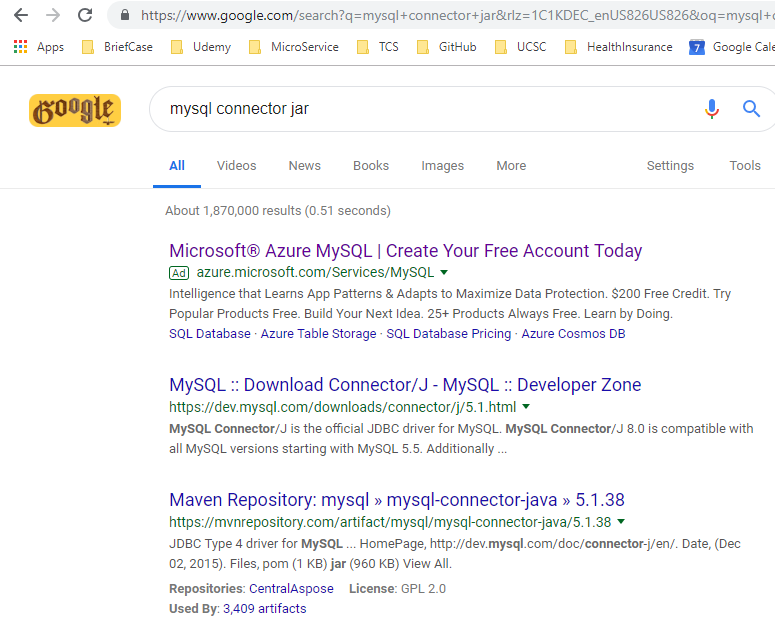 https://www.google.com/search?q=mysql+connector+jar&rlz=1C1KDEC_enUS826US826&oq=mysql+c
Apps BriefCase Udemy MicroService TCS GitHub UCSC HealthInsurance 7 Google Cale
Google mysql connector jar
All Videos News Books Images More Settings Tools
About 1,870,000 results (0.51 seconds)
Microsoft® Azure MySQL | Create Your Free Account Today
Ad azure.microsoft.com/Services/MySQL
Intelligence that Learns App Patterns & Adapts to Maximize Data Protection. $200 Free Credit. Try
Popular Products Free. Build Your Next Idea. 25+ Products Always Free. Learn by Doing.
SQL Database · Azure Table Storage · SQL Database Pricing · Azure Cosmos DB
MySQL :: Download Connector/J - MySQL :: Developer Zone
https://dev.mysql.com/downloads/connector/j/5.1.html
MySQL Connector/J is the official JDBC driver for MySQL. MySQL Connector/J 8.0 is compatible with
all MySQL versions starting with MySQL 5.5. Additionally ...
Maven Repository: mysql » mysql-connector-java » 5.1.38
https://mvnrepository.com/artifact/mysql/mysql-connector-java/5.1.38
JDBC Type 4 driver for MySQL ... HomePage, http://dev.mysql.com/doc/connector-j/en/. Date, (Dec
02, 2015). Files, pom (1 KB) jar (960 KB) View All.
Repositories: CentralAspose License: GPL 2.0
Used By: 3,409 artifacts